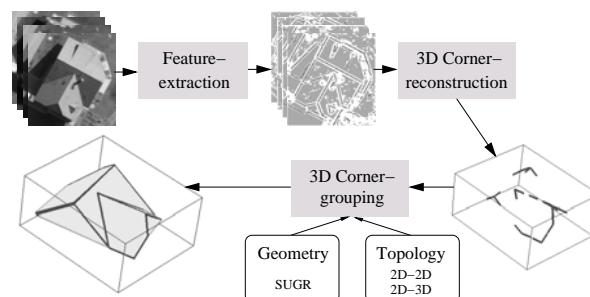 Feature–
extraction
3D Corner–
reconstruction
3D Corner–
grouping
Geometry
SUGR
Topology
2D–2D
2D–3D